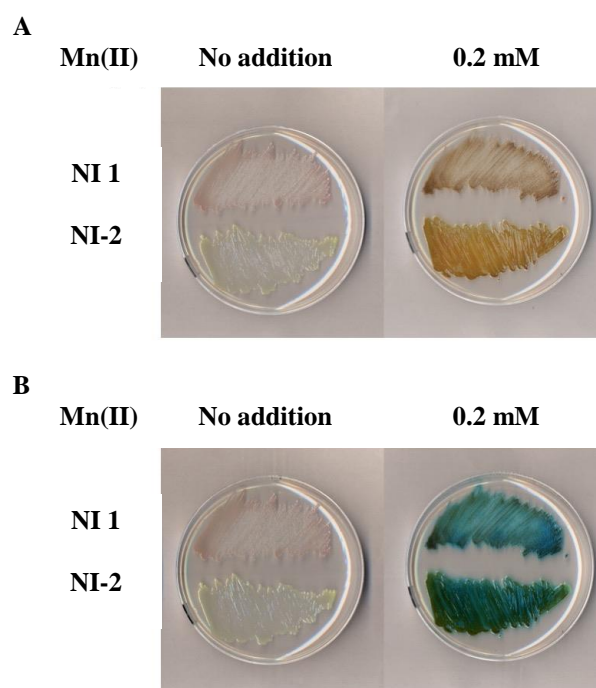 A
Mn(II) No addition 0.2 mM
NI 1
NI-2
B
Mn(II) No addition 0.2 mM
NI 1
NI-2